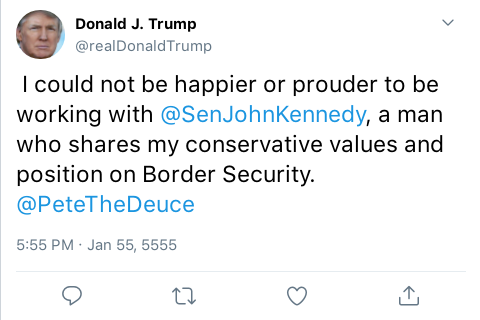 Donald J. Trump
@realDonaldTrump
I could not be happier or prouder to be
working with @SenJohnKennedy, a man
who shares my conservative values and
position on Border Security.
@PeteTheDeuce
5:55 PM · Jan 55, 5555